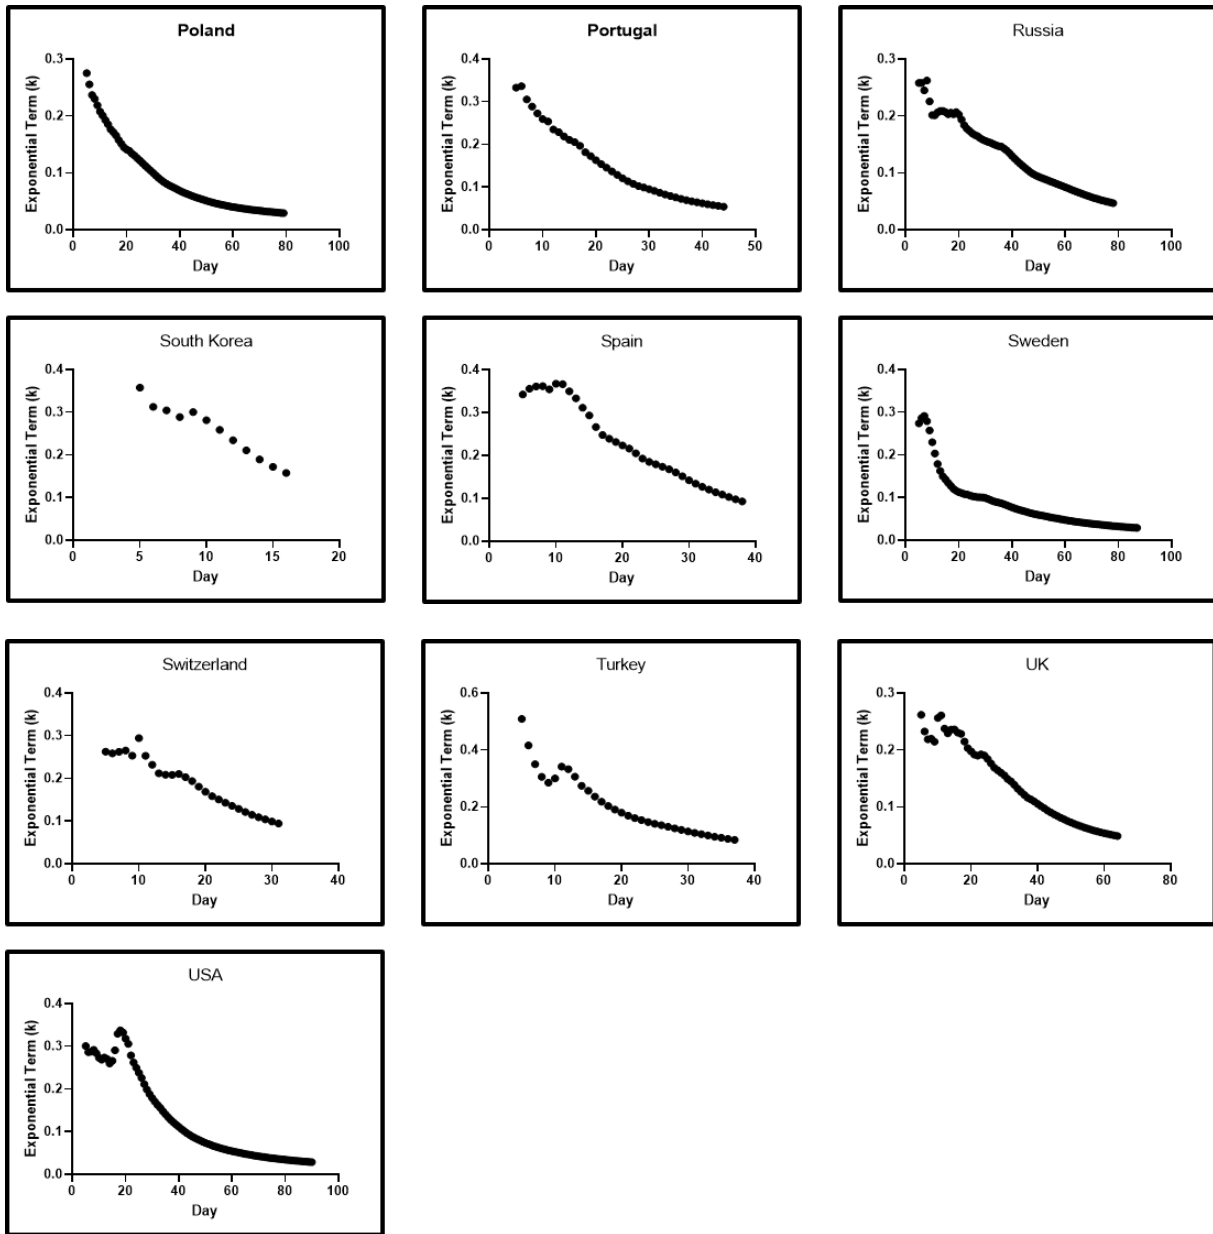 Poland
Exponential Term (k)
0.3
0.2
0.1
0.0
0 20 40 60 80 100
Day
Portugal
Exponential Term (k)
0.4
0.3
0.2
0.1
0.0
0 10 20 30 40 50
Day
Russia
Exponential Term (k)
0.3
0.2
0.1
0.0
0 20 40 60 80 100
Day
South Korea
Exponential Term (k)
0.4
0.3
0.2
0.1
0.0
0 5 10 15 20
Day
Spain
Exponential Term (k)
0.4
0.3
0.2
0.1
0.0
0 10 20 30 40
Day
Sweden
Exponential Term (k)
0.4
0.3
0.2
0.1
0.0
0 20 40 60 80 100
Day
Switzerland
Exponential Term (k)
0.4
0.3
0.2
0.1
0.0
0 10 20 30 40
Day
Turkey
Exponential Term (k)
0.6
0.4
0.2
0.0
0 10 20 30 40
Day
UK
Exponential Term (k)
0.3
0.2
0.1
0.0
0 20 40 60 80
Day
USA
Exponential Term (k)
0.4
0.3
0.2
0.1
0.0
0 20 40 60 80 100
Day